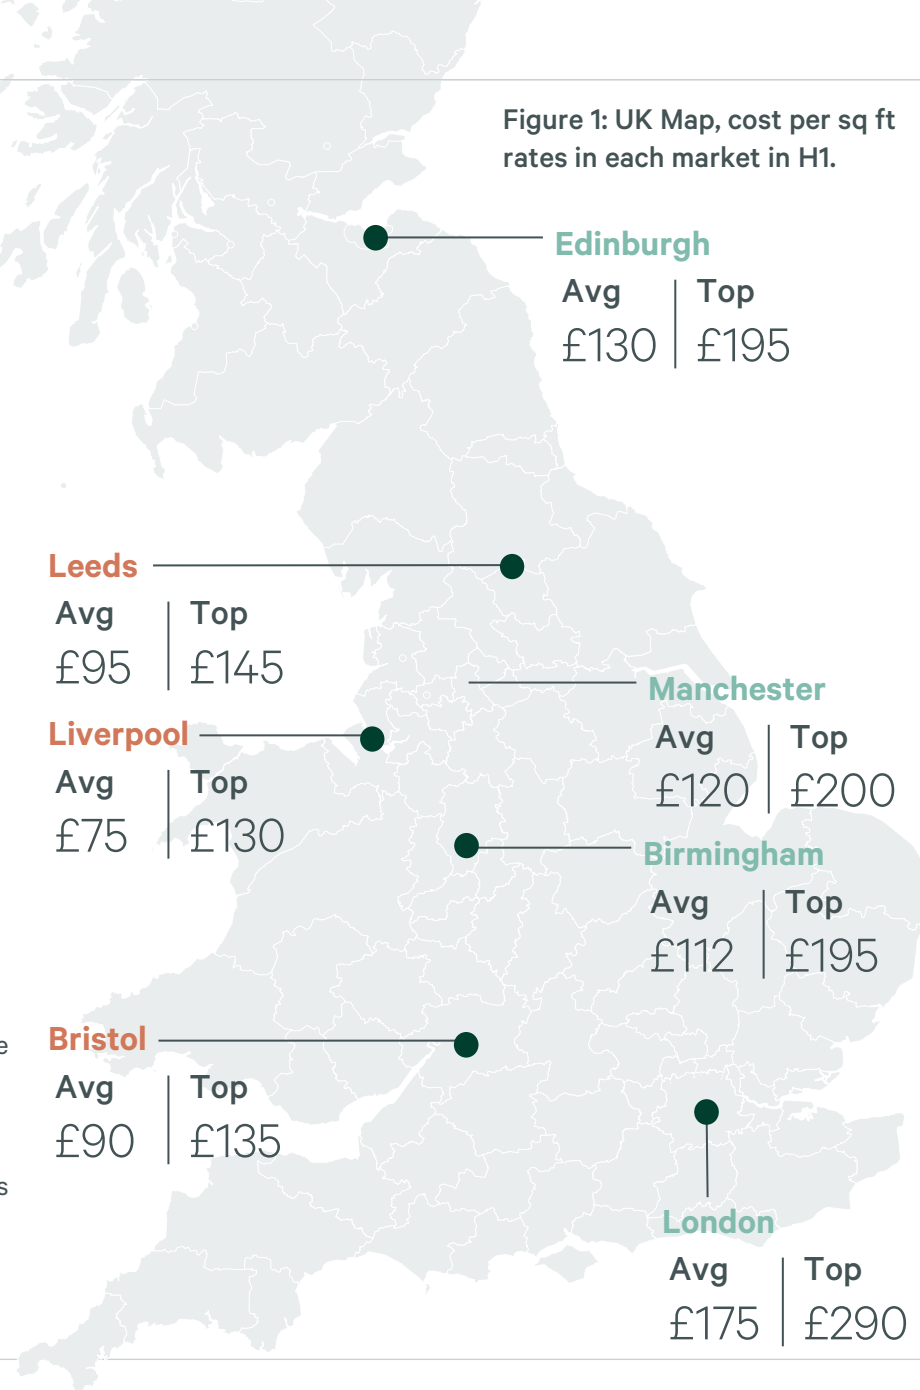 Figure 1: UK Map, cost per sq ft
rates in each market in H1.
Edinburgh
Avg Top
£130 £195
Leeds
Avg Top
£95 £145
Manchester
Avg Top
£120 £200
Liverpool
Avg Top
£75 £130
Birmingham
Avg Top
£112 £195
e
Bristol
Avg Top
£90 £135
s
London
Avg Top
£175 £290